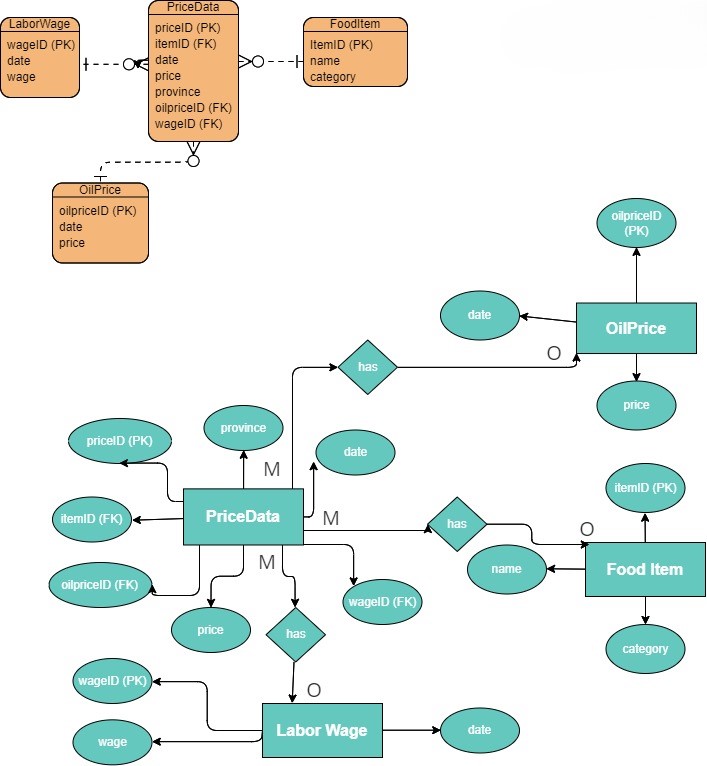 LaborWage
wageID (PK)
date
wage
PriceData
priceID (PK)
itemID (FK)
date
price
province
oilpriceID (FK)
wageID (FK)
FoodItem
ItemID (PK)
name
category
OilPrice
oilpriceID (PK)
date
price
oilpriceID
(PK)
date
OilPrice
O
has
price
province
priceID (PK)
date
M
itemID (PK)
PriceData
M
itemID (FK)
has
O
M
name
Food Item
oilpriceID (FK)
wageID (FK)
price
has
category
wageID (PK)
O
Labor Wage
date
wage